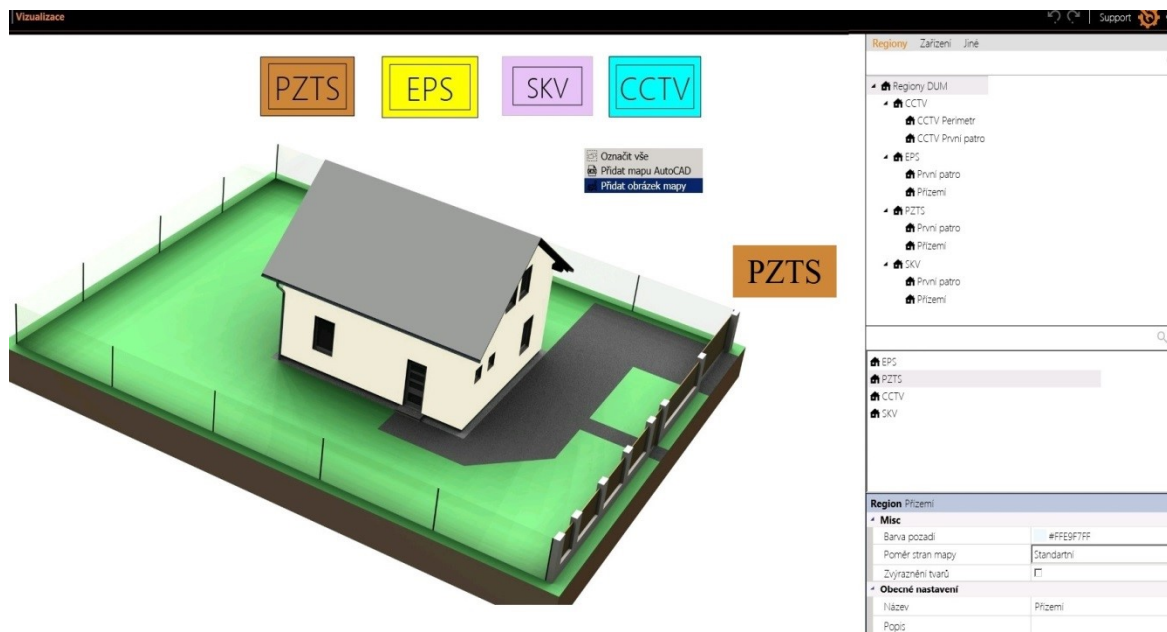 Vizualizace
Support
PZTS
EPS
SKV
CCTV
Označit vše
Přidat mapu AutoCAD
Přidat obrázek mapy
PZTS
Regiony Zařízení Jiné
Regiony DUM
CCTV
CCTV Perimetr
CCTV První patro
EPS
První patro
Přízemí
PZTS
První patro
Přízemí
SKV
První patro
Přízemí
EPS
PZTS
CCTV
SKV
Region Přízemí
Misc
Barva pozadí #FFE9F7FF
Poměr stran mapy Standartní
Zvýraznění tvarů
Obecné nastavení
Název Přízemí
Popis